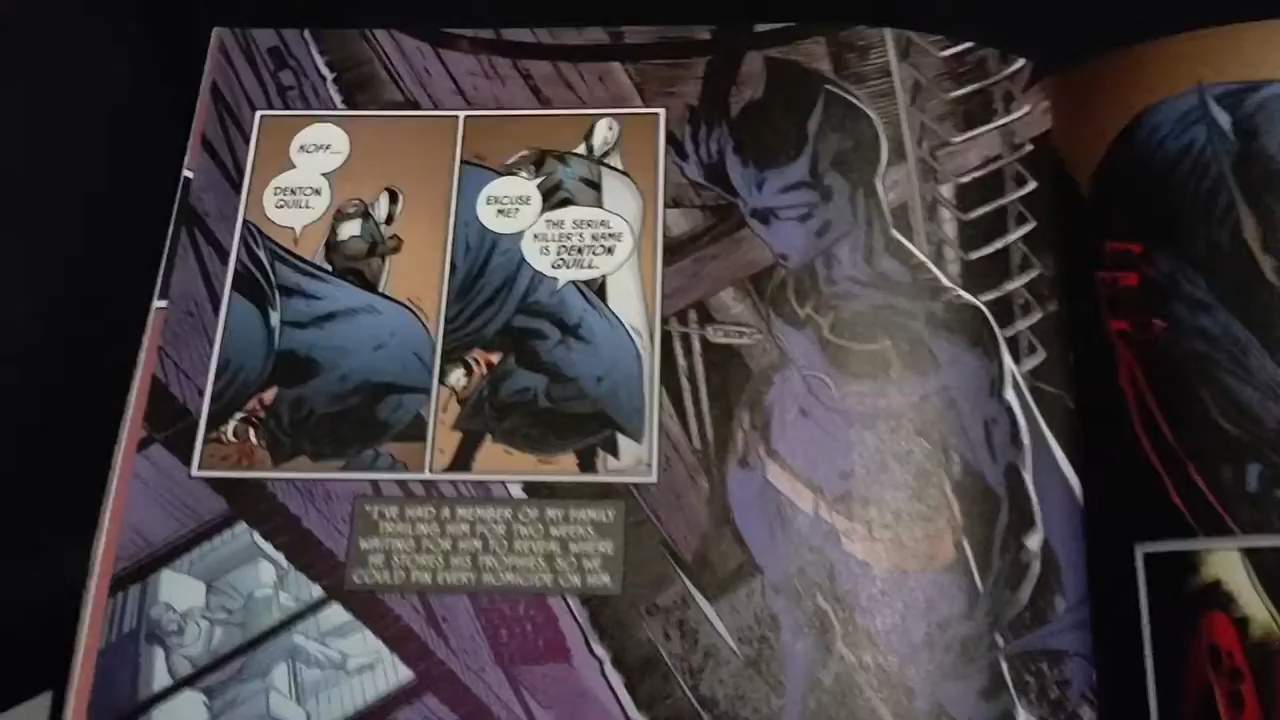 KOFF...
DENTON
QUILL.
EXCUSE
ME?
THE SERIAL
KILLER'S NAME
IS DENTON
QUILL.
"I'VE HAD A MEMBER OF MY FAMILY
TRAILING HIM FOR TWO WEEKS,
WAITING FOR HIM TO REVEAL WHERE
HE STORES HIS TROPHIES, SO WE
COULD PIN EVERY HOMICIDE ON HIM.